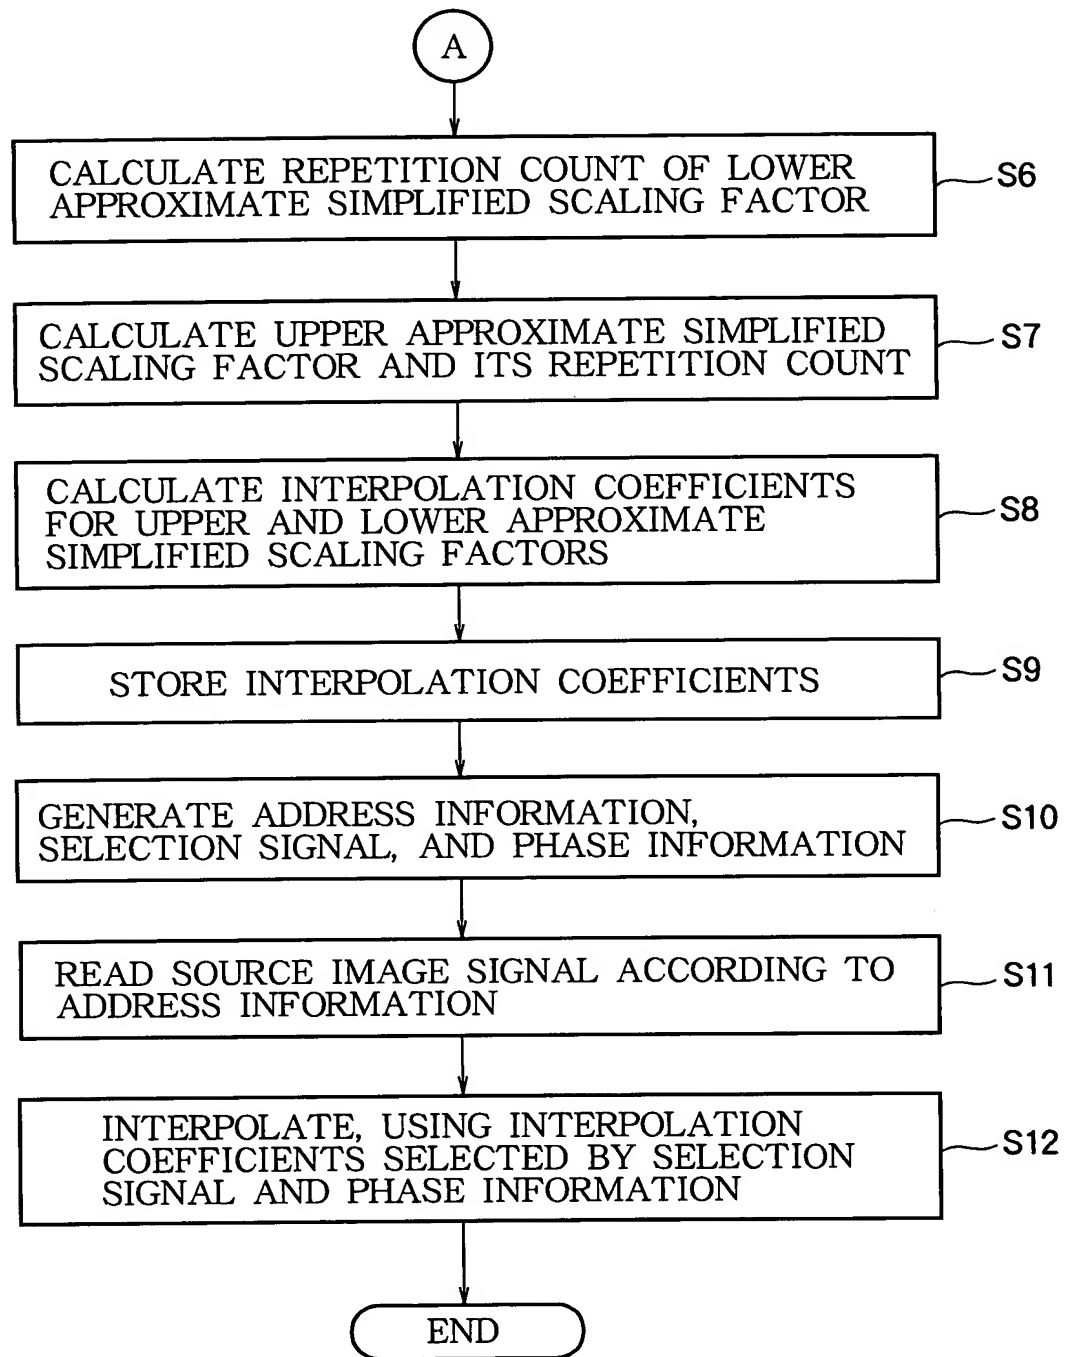 A
CALCULATE REPETITION COUNT OF LOWER
APPROXIMATE SIMPLIFIED SCALING FACTOR
S6
CALCULATE UPPER APPROXIMATE SIMPLIFIED
SCALING FACTOR AND ITS REPETITION COUNT
S7
CALCULATE INTERPOLATION COEFFICIENTS
FOR UPPER AND LOWER APPROXIMATE
SIMPLIFIED SCALING FACTORS
S8
STORE INTERPOLATION COEFFICIENTS
S9
GENERATE ADDRESS INFORMATION,
SELECTION SIGNAL, AND PHASE INFORMATION
S10
READ SOURCE IMAGE SIGNAL ACCORDING TO
ADDRESS INFORMATION
S11
INTERPOLATE, USING INTERPOLATION
COEFFICIENTS SELECTED BY SELECTION
SIGNAL AND PHASE INFORMATION
S12
END